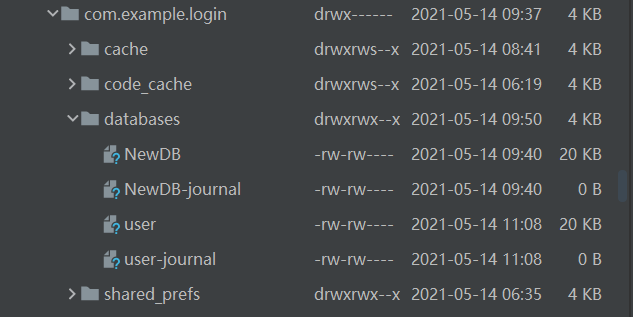 com.example.login drwx------ 2021-05-14 09:37 4 KB
cache drwxrws--x 2021-05-14 08:41 4 KB
code_cache drwxrws--x 2021-05-14 06:19 4 KB
databases drwxrwx--x 2021-05-14 09:50 4 KB
NewDB -rw-rw---- 2021-05-14 09:40 20 KB
NewDB-journal -rw-rw---- 2021-05-14 09:40 0 B
user -rw-rw---- 2021-05-14 11:08 20 KB
user-journal -rw-rw---- 2021-05-14 11:08 0 B
shared_prefs drwxrwx--x 2021-05-14 06:35 4 KB